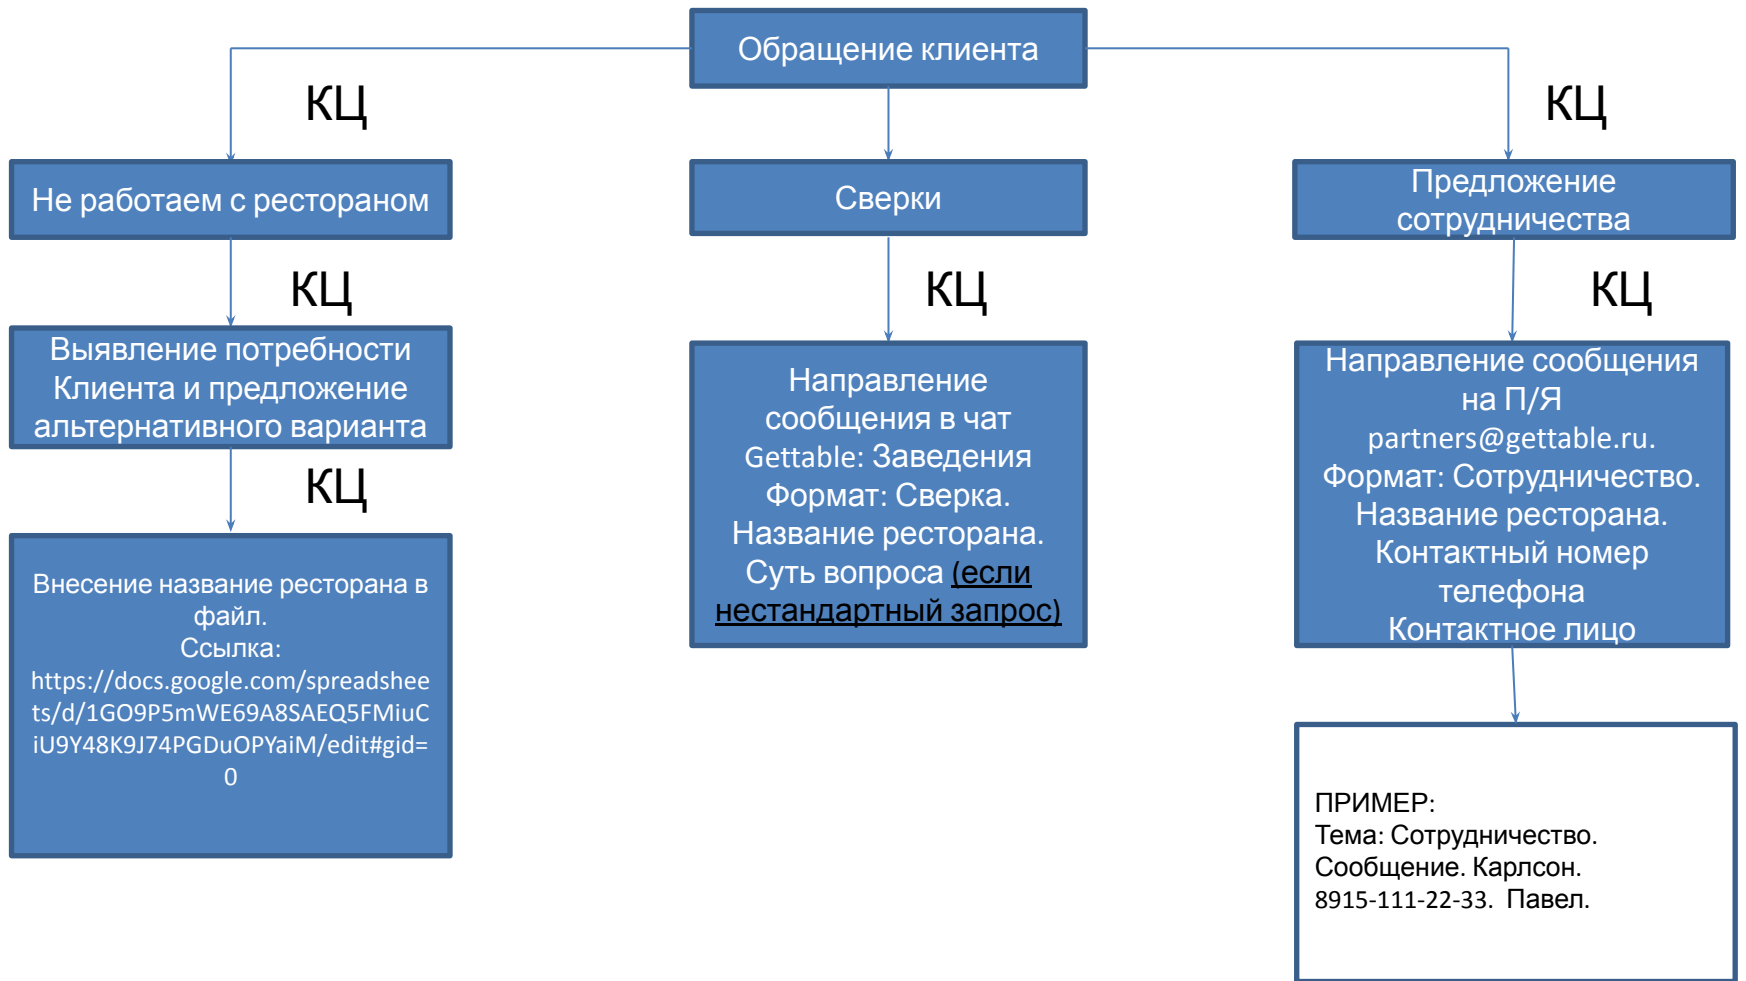 Обращение клиента
КЦ
КЦ
Не работаем с рестораном
Сверки
Предложение
сотрудничества
КЦ
КЦ
КЦ
Выявление потребности
Клиента и предложение
альтернативного варианта
КЦ
Внесение название ресторана в
файл.
Ссылка:
https://docs.google.com/spreadshee
ts/d/1GO9P5mWE69A8SAEQ5FMiuC
iU9Y48K9J74PGDuOPYaiM/edit#gid=
0
Направление
сообщения в чат
Gettable: Заведения
Формат: Сверка.
Название ресторана.
Суть вопроса (если
нестандартный запрос)
Направление сообщения
на П/Я
partners@gettable.ru.
Формат: Сотрудничество.
Название ресторана.
Контактный номер
телефона
Контактное лицо
ПРИМЕР:
Тема: Сотрудничество.
Сообщение. Карлсон.
8915-111-22-33. Павел.